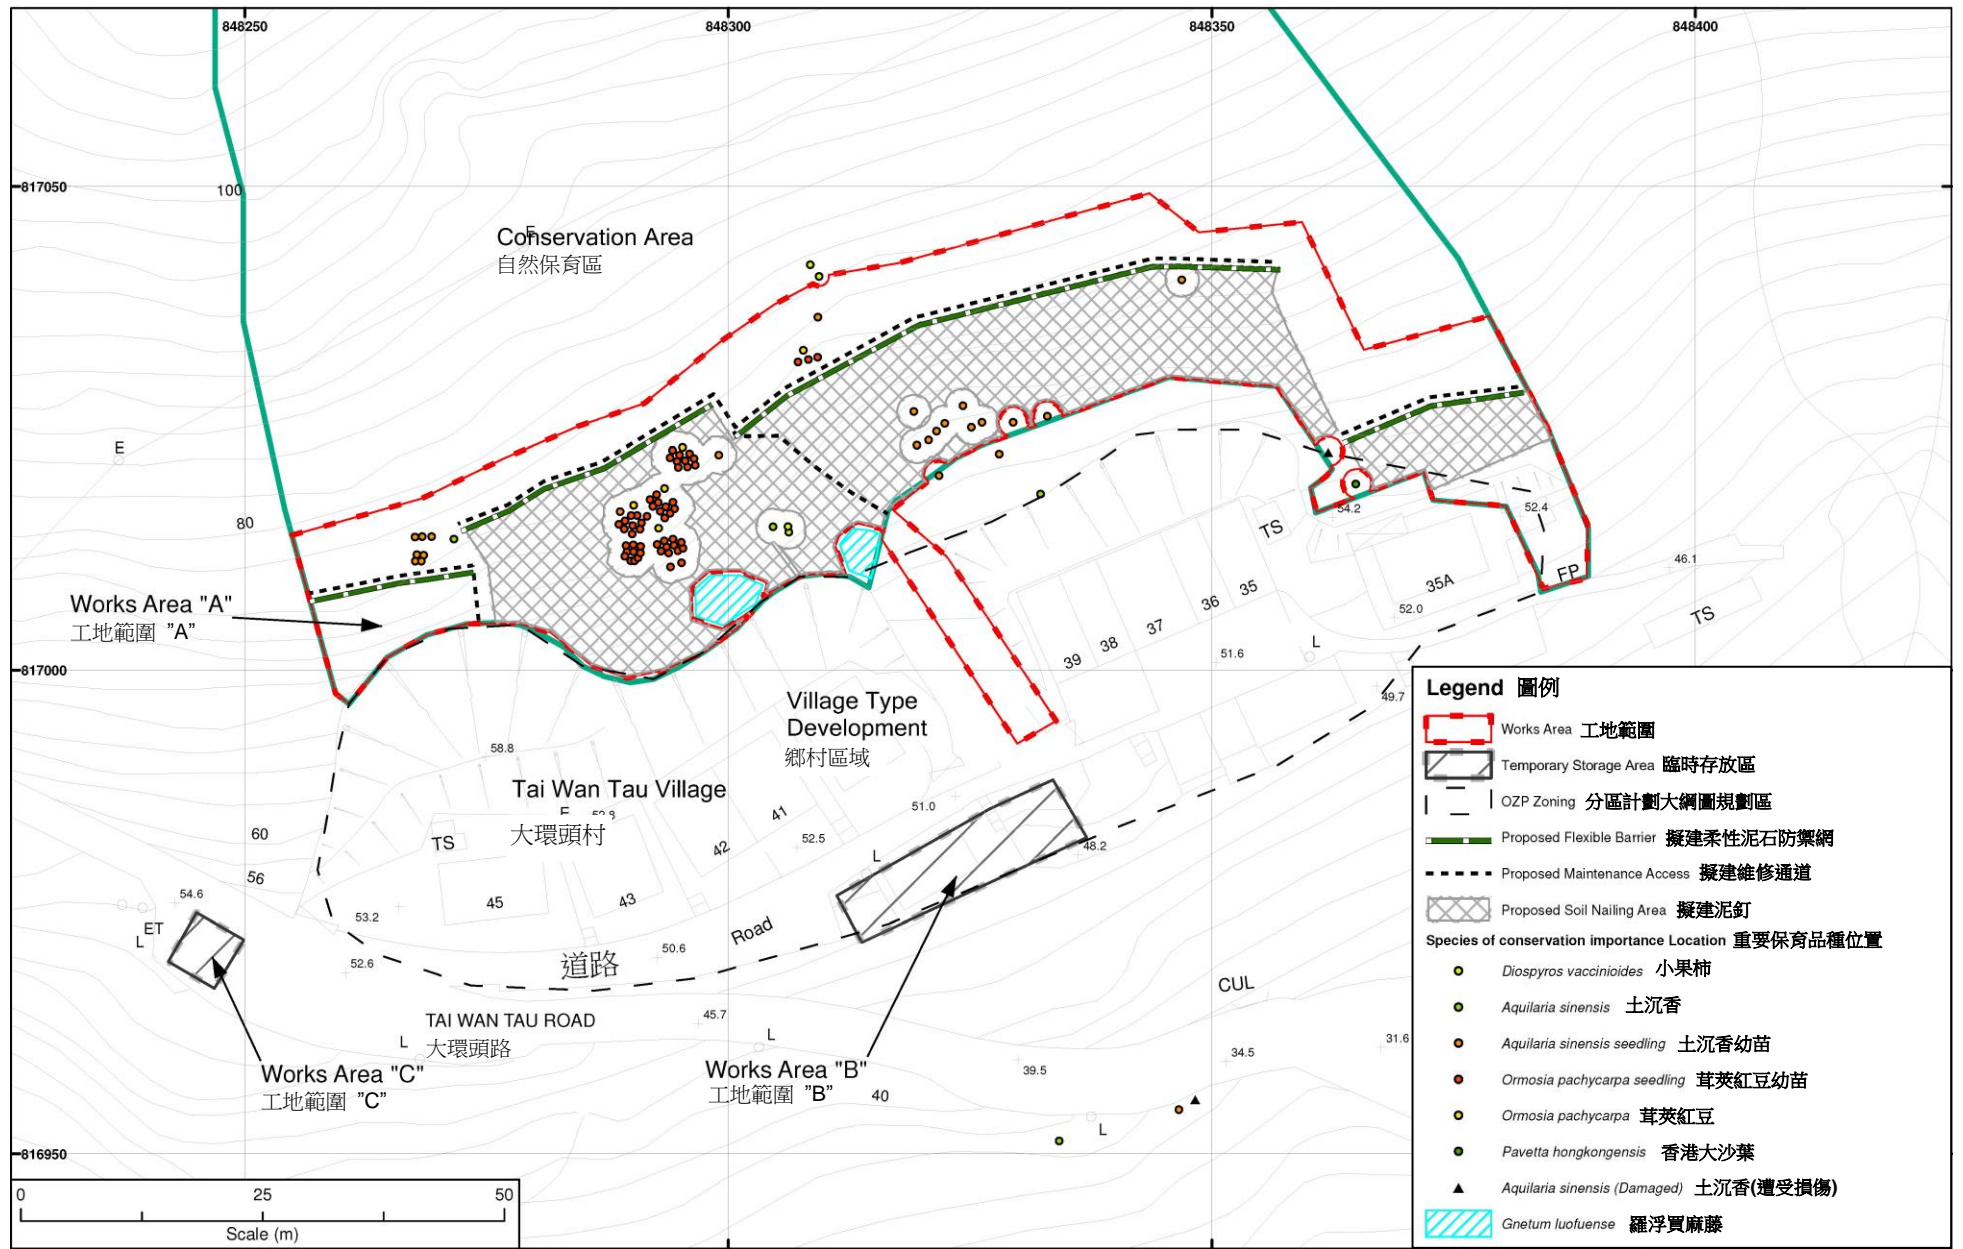 848250
848300
848350
848400
817050
100
Conservation Area
自然保育區
E
E
80
Works Area "A"
工地範圍 ”A”
817000
TS
54.2
52.4
46.1
FP
35A
52.0
TS
36
35
37
38
39
51.6
L
49.7
Village Type
Development
鄉村區域
58.8
Tai Wan Tau Village
大環頭村
TS
41
42
52.5
51.0
L
48.2
60
56
54.6
ET
L
53.2
45
43
Road
道路
50.6
52.6
45.7
CUL
TAI WAN TAU ROAD
大環頭路
L
L
Works Area "C"
工地範圍 ”C”
Works Area "B"
工地範圍 ”B”
40
39.5
34.5
31.6
L
816950
0
25
50
Scale (m)
Legend 圖例
Works Area 工地範圍
Temporary Storage Area 臨時存放區
OZP Zoning 分區計劃大綱圖規劃區
Proposed Flexible Barrier 擬建柔性泥石防禦網
Proposed Maintenance Access 擬建維修通道
Proposed Soil Nailing Area 擬建泥釘
Species of conservation importance Location 重要保育品種位置
Diospyros vaccinioides 小果柿
Aquilaria sinensis 土沉香
Aquilaria sinensis seedling 土沉香幼苗
Ormosia pachycarpa seedling 茸莢紅豆幼苗
Ormosia pachycarpa 茸莢紅豆
Pavetta hongkongensis 香港大沙葉
Aquilaria sinensis (Damaged) 土沉香(遭受損傷)
Gnetum luofuense 羅浮買麻藤